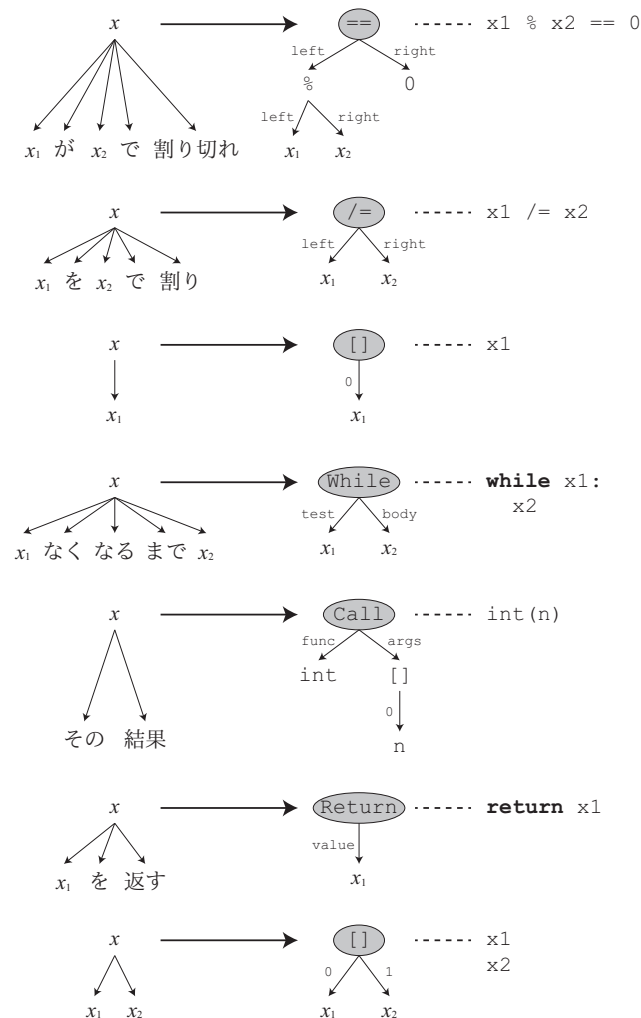 x == x1 % x2 == 0
left right
% 0
left right
x₁ が x₂ で 割り切れ x₁ x₂
x /= x1 /= x2
left right
x₁ を x₂ で 割り x₁ x₂
x [] x1
0
x₁ x₁
x While while x1:
x2
test body
x₁ なく なる まで x₂ x₁ x₂
x Call int(n)
func args
int []
0
その 結果
n
x Return return x1
value
x₁ を 返す x₁
x [] x1
x2
0 1
x₁ x₂ x₁ x₂